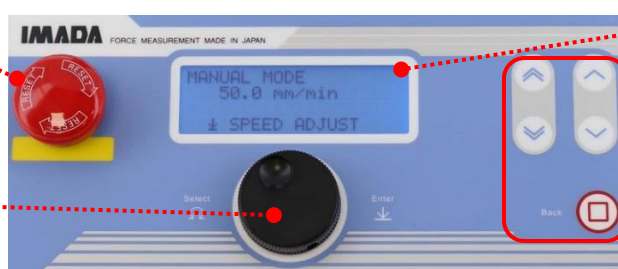 IMADA FORCE MEASUREMENT MADE IN JAPAN
RESET RESET RESET
MANUAL MODE
50.0 mm/min
SPEED ADJUST
Select
Enter
Back